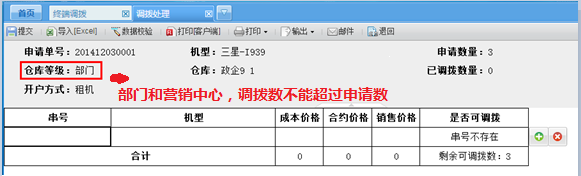 首页 终端调拨 调拨处理
提交 导入[Excel] 数据校验 打印[客户端] 打印 输出 邮件 退回
申请单号：201412030001 机型：三星-I939 申请数量：3
仓库等级：部门 仓库：政企9 1 已调拨数量：0
开户方式：租机
部门和营销中心，调拨数不能超过申请数
串号 机型 成本价格 合约价格 销售价格 是否可调拨
串号不存在
合计 0 0 0 剩余可调拨数：3